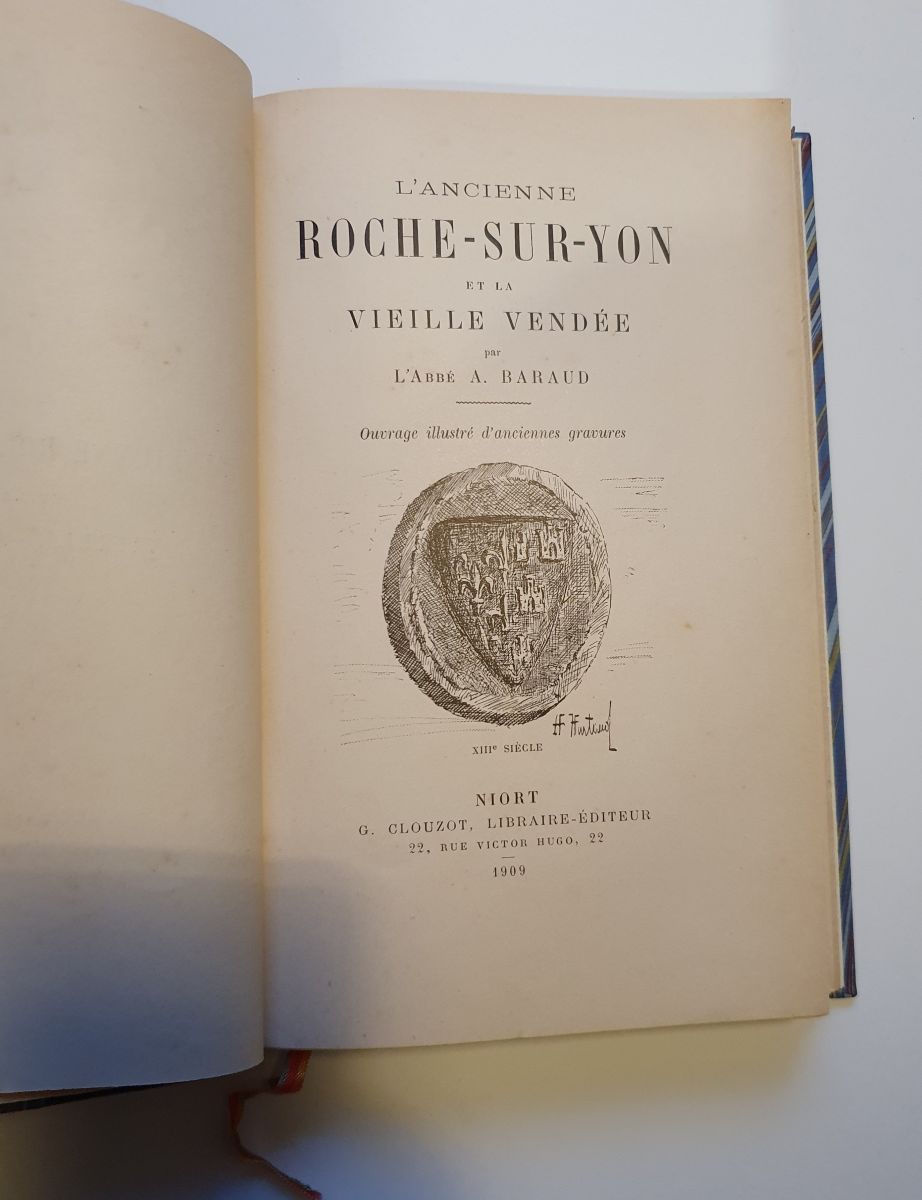 L'ANCIENNE
ROCHE-SUR-YON
ET LA
VIEILLE VENDÉE
par
L'ABBÉ A. BARAUD
Ouvrage illustré d'anciennes gravures
XIIIe SIÈCLE
NIORT
G. CLOUZOT, LIBRAIRE-ÉDITEUR
22, RUE VICTOR HUGO, 22
1909